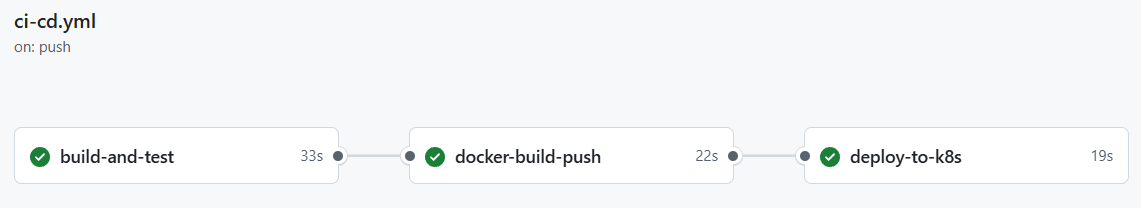 ci-cd.yml
on: push
build-and-test 33s
docker-build-push 22s
deploy-to-k8s 19s